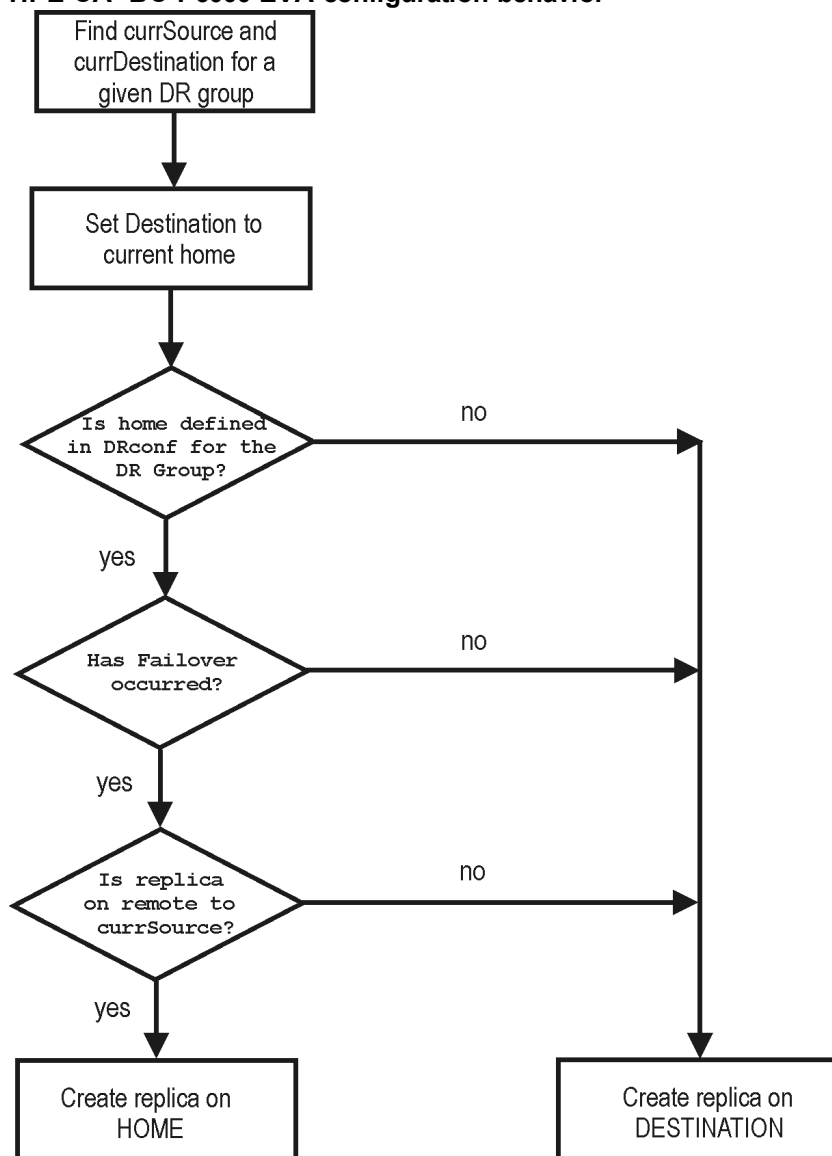 configuration behavior
Find currSource and
currDestination for a
given DR group
Set Destination to
current home
Is home defined
in DRconf for the
DR Group?
no
yes
Has Failover
occurred?
no
yes
Is replica
on remote to
currSource?
no
yes
Create replica on
HOME
Create replica on
DESTINATION